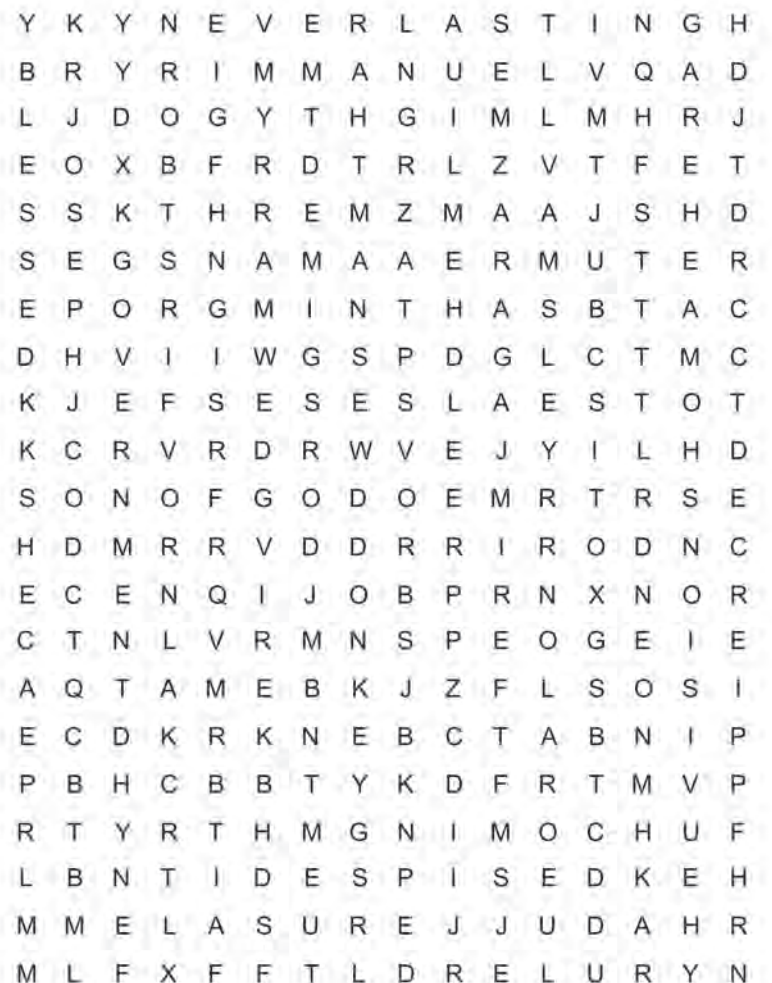 Y K Y N E V E R L A S T I N G H
B R Y R I M M A N U E L V Q A D
L J D O G Y T H G I M L M H R J
E O X B F R D T R L Z V T F E T
S S K T H R E M Z M A A J S H D
S E G S N A M A A E R M U T E R
E P O R G M I N T H A S B T A C
D H V I I W G S P D G L C T M C
K J E F S E S E S L A E S T O T
K C R V R D R W V E J Y I L H D
S O N O F G O D O E M R T R S E
H D M R R V D D R R I R O D N C
E C E N Q I J O B P R N X N O R
C T N L V R M N S P E O G E I E
A Q T A M E B K J Z F L S O S I
E C D K R K N E B C T A B N I P
P B H C B B T Y K D F R T M V P
R T Y R T H M G N I M O C H U F
L B N T I D E S P I S E D K E H
M M E L A S U R E J J U D A H R
M L F X F F T L D R E L U R Y N